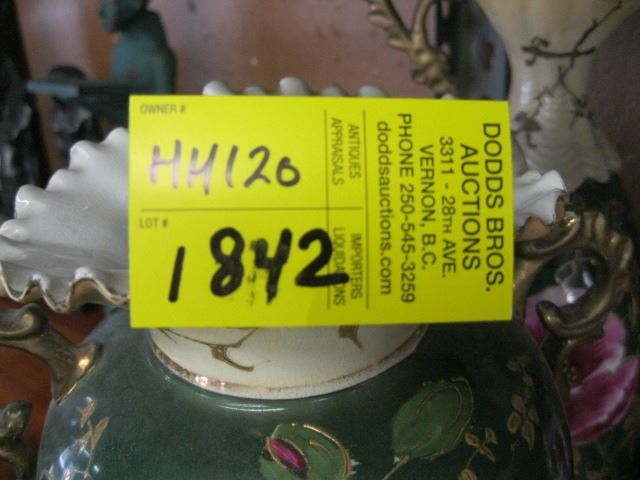 OWNER #
HH120
LOT #
1842
ANTIQUES
APPRAISALS
IMPORTERS
LIQUIDATIONS
DODDS BROS.
AUCTIONS
3311 - 28TH AVE.
VERNON, B.C.
PHONE 250-545-3259
doddsauctions.com